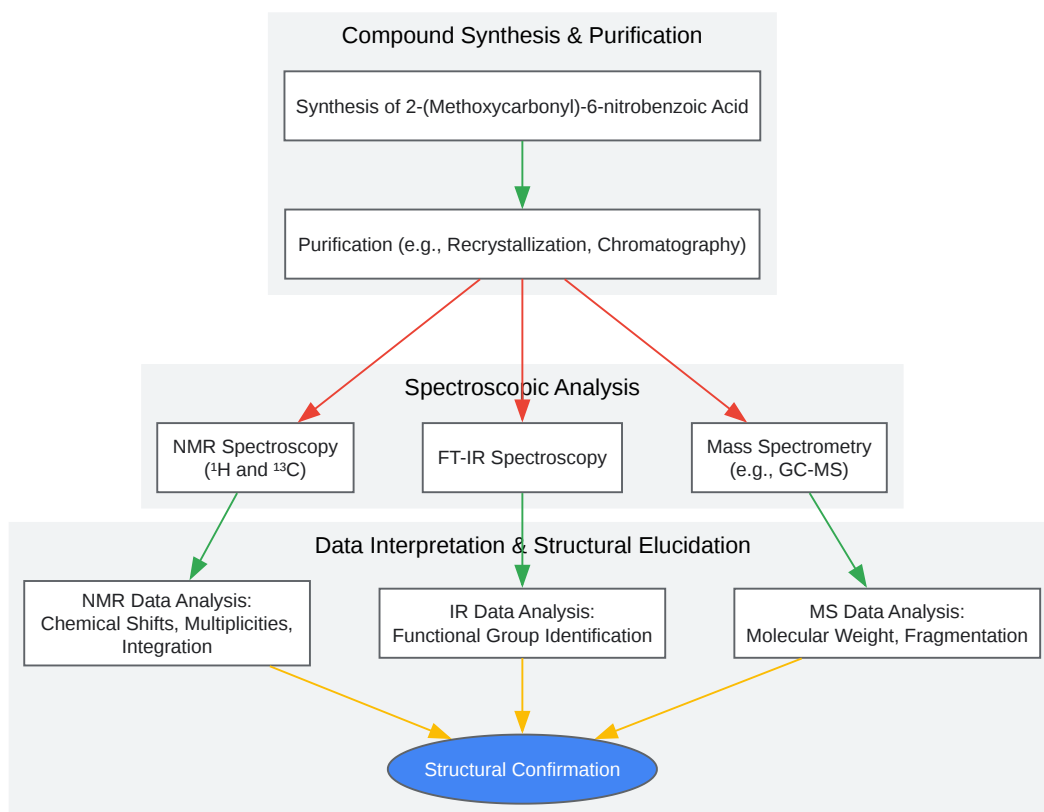 Compound Synthesis & Purification
Synthesis of 2-(Methoxycarbonyl)-6-nitrobenzoic Acid
Purification (e.g., Recrystallization, Chromatography)
Spectroscopic Analysis
NMR Spectroscopy
(¹H and ¹³C)
FT-IR Spectroscopy
Mass Spectrometry
(e.g., GC-MS)
Data Interpretation & Structural Elucidation
NMR Data Analysis:
Chemical Shifts, Multiplicities,
Integration
IR Data Analysis:
Functional Group Identification
MS Data Analysis:
Molecular Weight, Fragmentation
Structural Confirmation